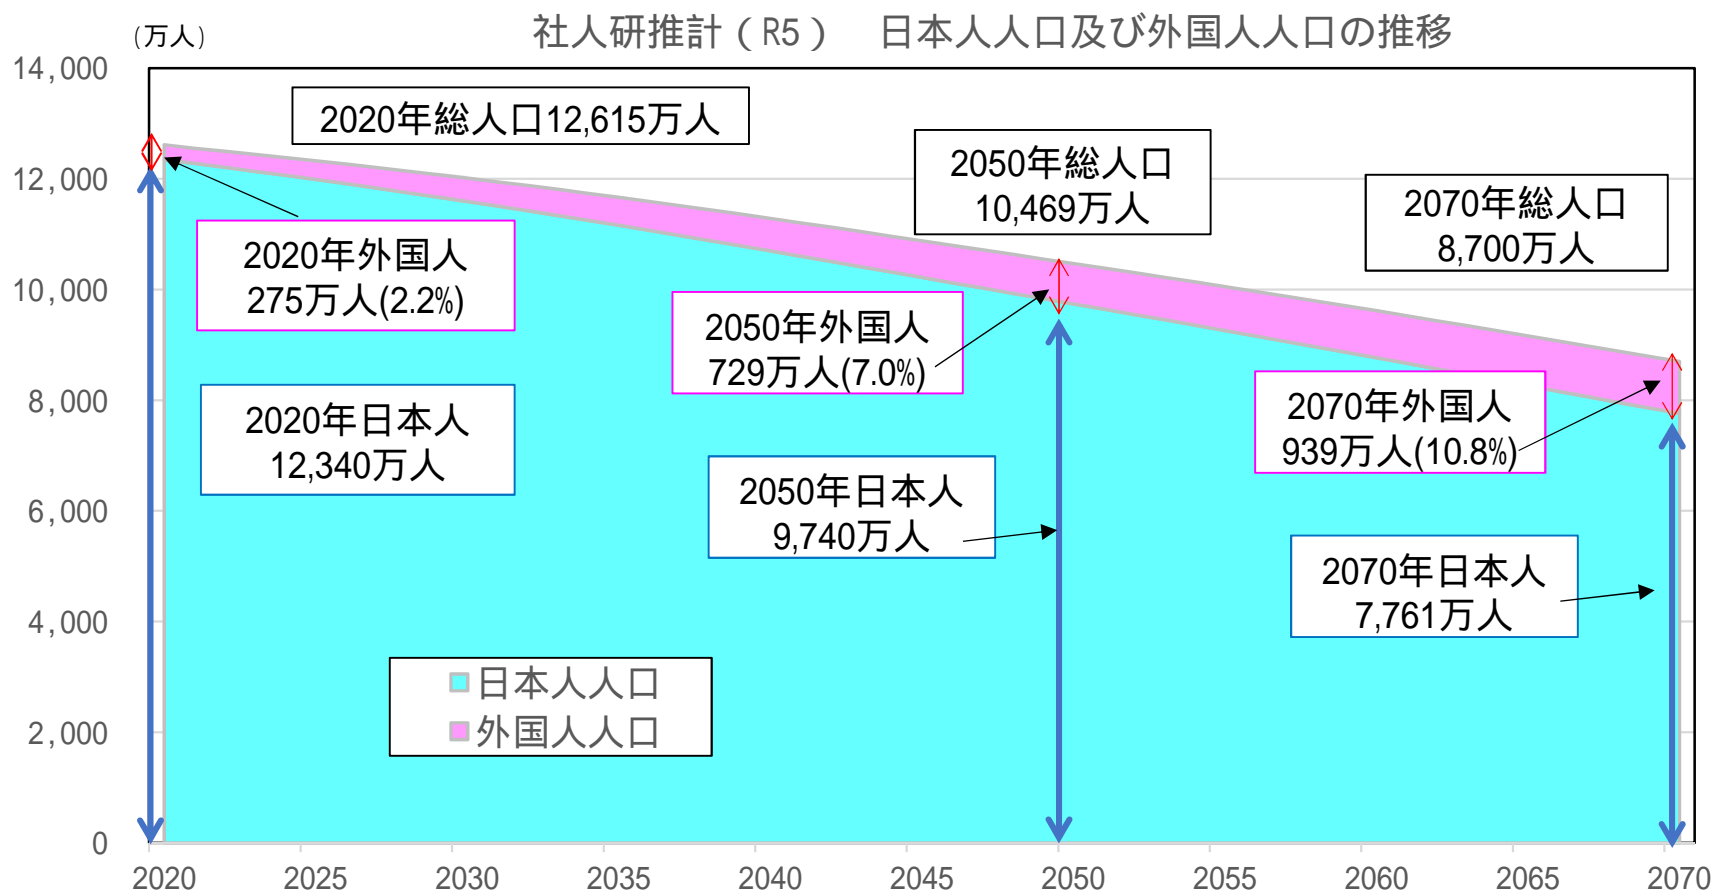 社人研推計（R5）　日本人人口及び外国人人口の推移
(万人)
14,000
12,000
10,000
8,000
6,000
4,000
2,000
0
2020年総人口12,615万人
2050年総人口
10,469万人
2070年総人口
8,700万人
2020年外国人
275万人(2.2%)
2050年外国人
729万人(7.0%)
2070年外国人
939万人(10.8%)
2020年日本人
12,340万人
2050年日本人
9,740万人
2070年日本人
7,761万人
日本人人口
外国人人口
2020 2025 2030 2035 2040 2045 2050 2055 2060 2065 2070